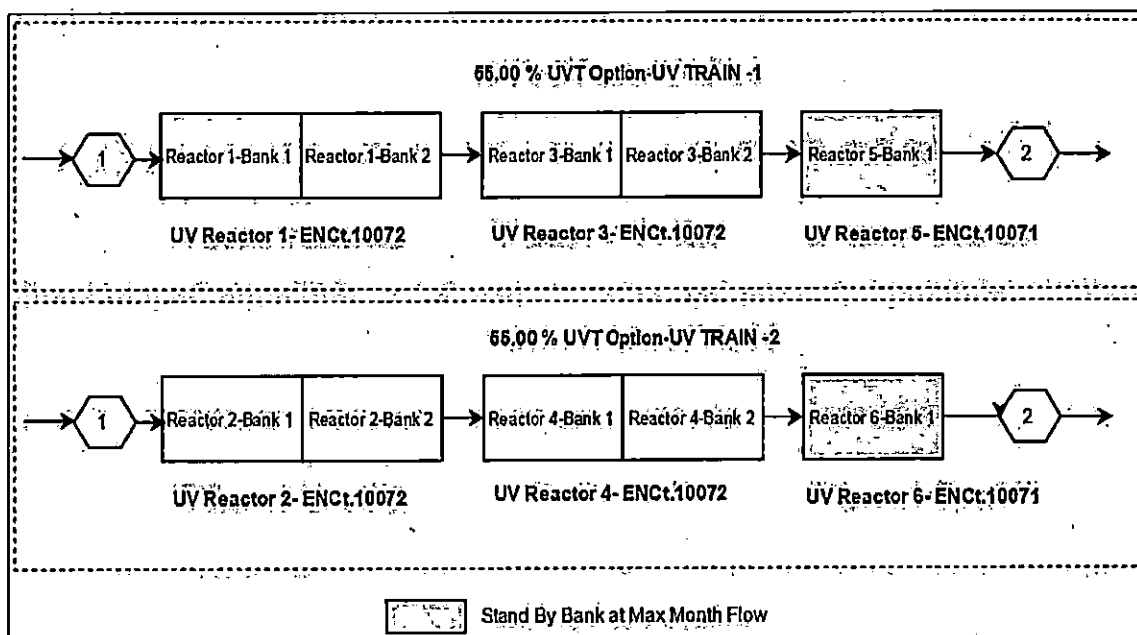 55.00 % UVT Option-UV TRAIN -1
1
Reactor 1-Bank 1
Reactor 1-Bank 2
Reactor 3-Bank 1
Reactor 3-Bank 2
Reactor 5-Bank 1
2
UV Reactor 1- ENCt.10072
UV Reactor 3- ENCt.10072
UV Reactor 5- ENCt.10071
55.00 % UVT Option-UV TRAIN -2
1
Reactor 2-Bank 1
Reactor 2-Bank 2
Reactor 4-Bank 1
Reactor 4-Bank 2
Reactor 6-Bank 1
2
UV Reactor 2- ENCt.10072
UV Reactor 4- ENCt.10072
UV Reactor 6- ENCt.10071
Stand By Bank at Max Month Flow